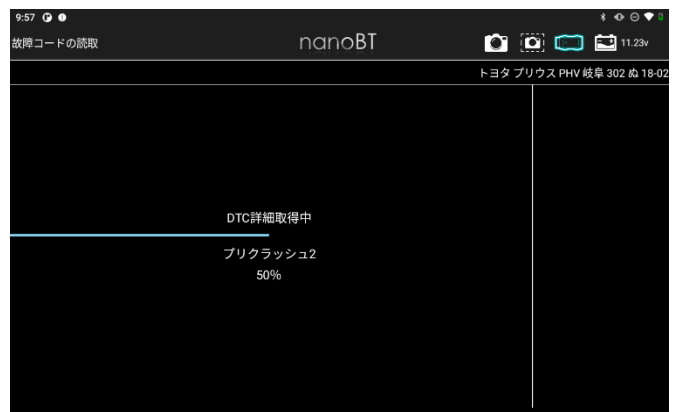 9:57
故障コードの読取
nanoBT
11.23v
トヨタ プリウス PHV 岐阜 302 ぬ 18-02
DTC詳細取得中
プリクラッシュ2
50%